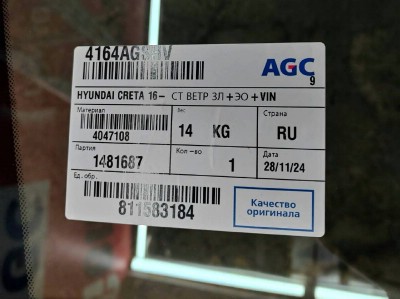 AGC
9
HYUNDAI CRETA 16- СТ ВЕТР ЗЛ+ЭО+VIN
Материал
4047108
Вес
14 KG
Страна
RU
Партия
1481687
Кол-во
1
Дата
28/11/24
Ед. обр.
811583184
Качество
оригинала